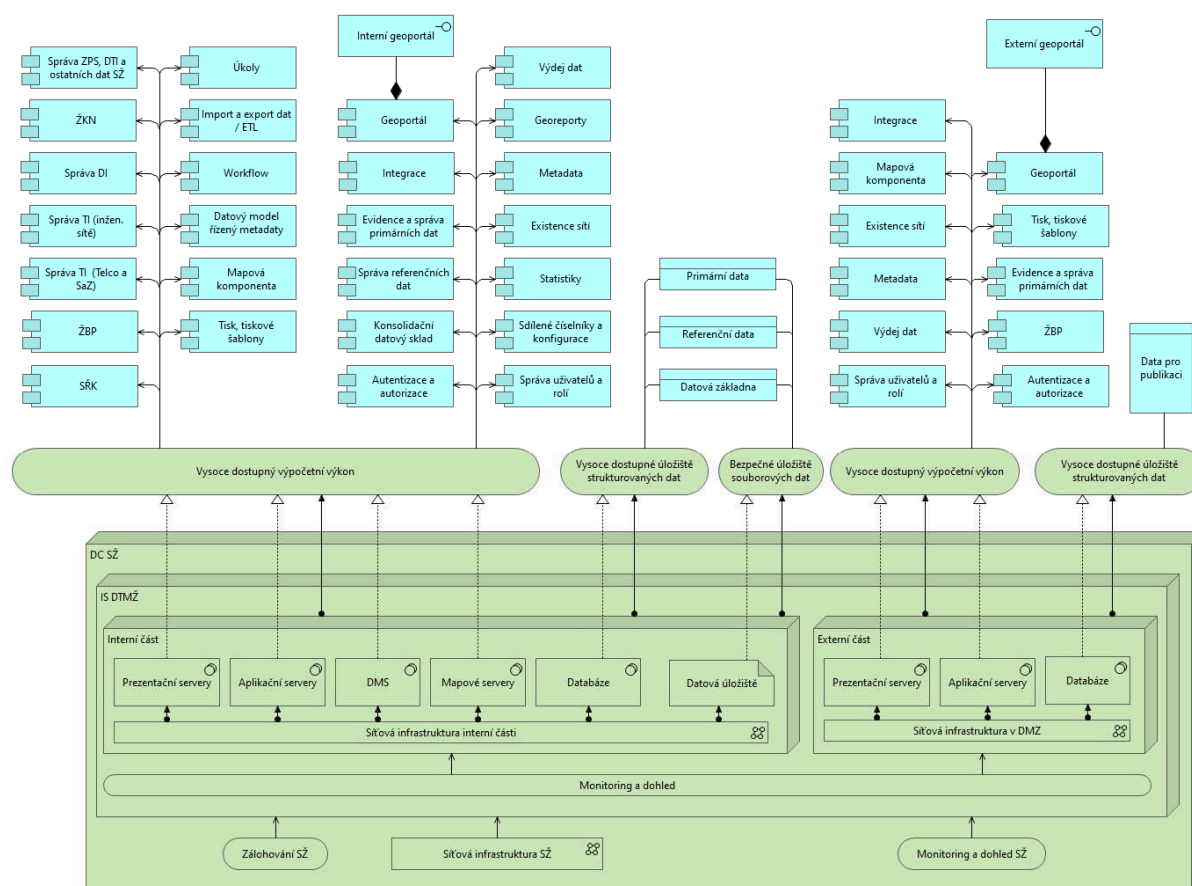 Interní geoportál
Externí geoportál
Správa ZPS, DTI a
ostatních dat SŽ
Úkoly
Výdej dat
ŽKN
Import a export dat
/ ETL
Geoportál
Georeporty
Integrace
Správa DI
Workflow
Integrace
Metadata
Mapová
komponenta
Geoportál
Správa TI (inžen.
sítě)
Datový model
řízený metadaty
Evidence a správa
primárních dat
Existence sítí
Existence sítí
Tisk, tiskové
šablony
Správa TI (Telco a
SaZ)
Mapová
komponenta
Správa referenčních
dat
Statistiky
Primární data
Metadata
Evidence a správa
primárních dat
ŽBP
Tisk, tiskové
šablony
Konsolidační
datový sklad
Sdílené číselníky a
konfigurace
Referenční data
Výdej dat
ŽBP
Data pro
publikaci
SŘK
Autentizace a
autorizace
Správa uživatelů a
rolí
Datová základna
Správa uživatelů a
rolí
Autentizace a
autorizace
Vysoce dostupný výpočetní výkon
Vysoce dostupné úložiště
strukturovaných dat
Bezpečné úložiště
souborových dat
Vysoce dostupný výpočetní výkon
Vysoce dostupné úložiště
strukturovaných dat
DC SŽ
IS DTMŽ
Interní část
Externí část
Prezentační servery
Aplikační servery
DMS
Mapové servery
Databáze
Datová úložiště
Prezentační servery
Aplikační servery
Databáze
Síťová infrastruktura interní části
Síťová infrastruktura v DMZ
Monitoring a dohled
Zálohování SŽ
Síťová infrastruktura SŽ
Monitoring a dohled SŽ